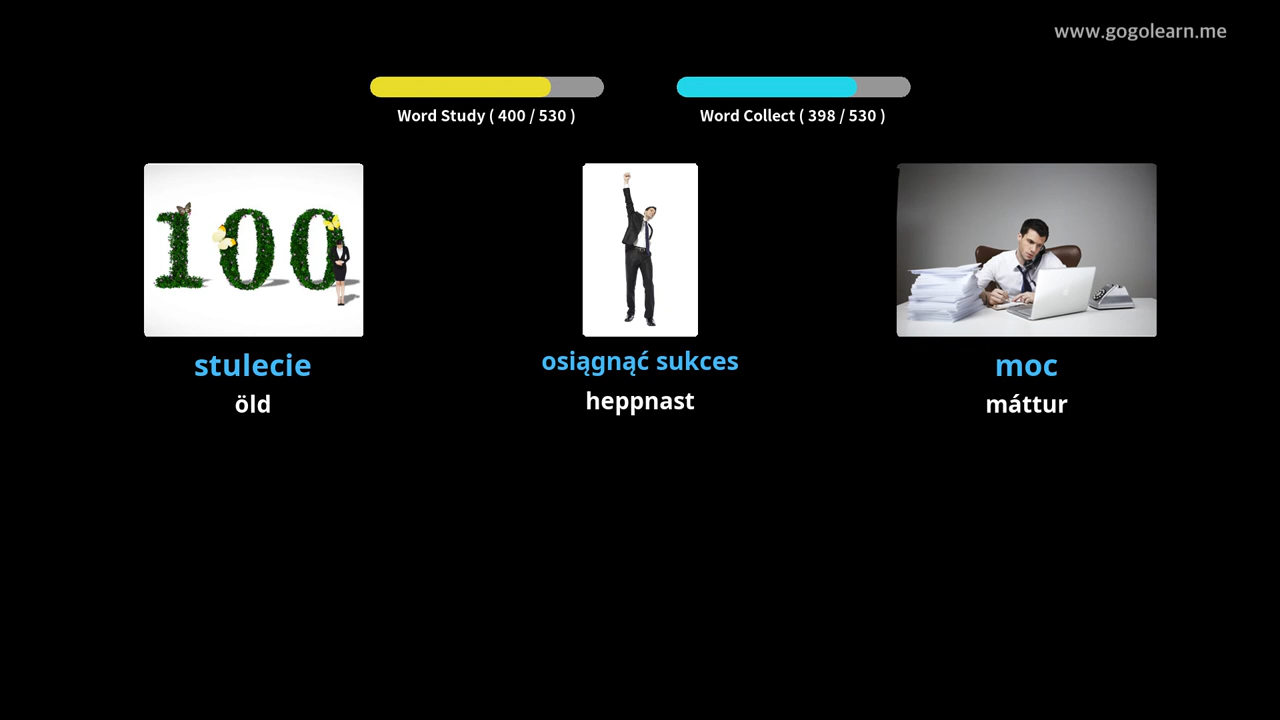 www.gogolearn.me
Word Study ( 400 / 530 )
Word Collect ( 398 / 530 )
100
stulecie
öld
osiągnąć sukces
heppnast
moc
máttur